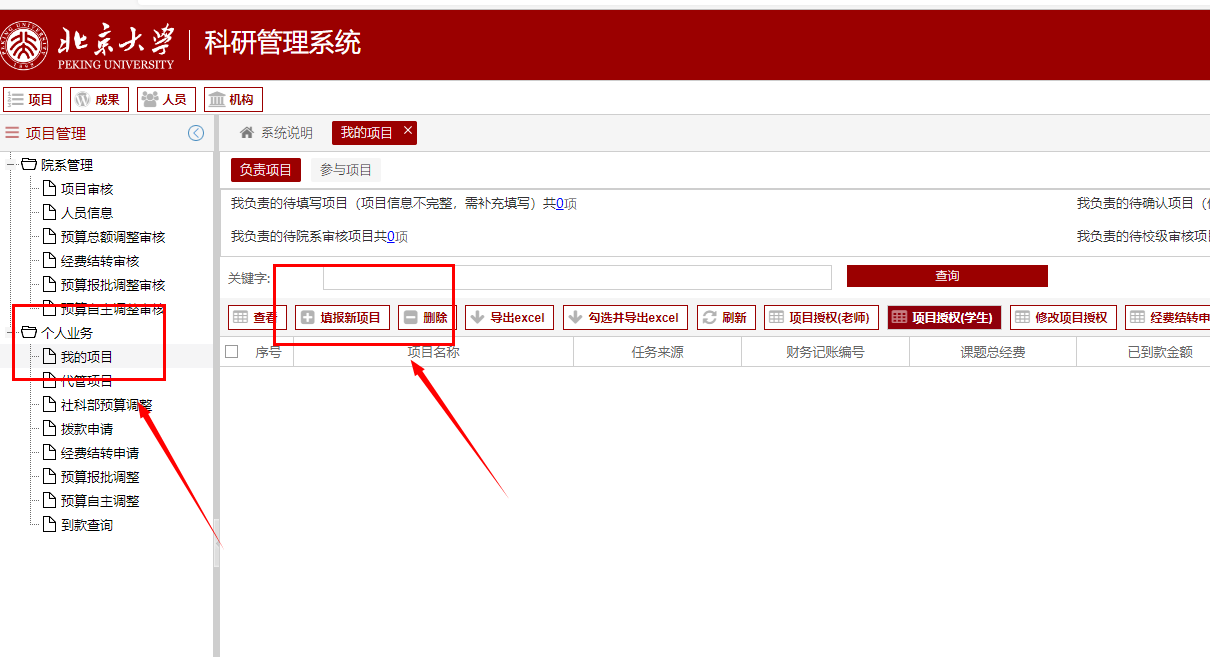 北京大学
PEKING UNIVERSITY
科研管理系统
项目 成果 人员 机构
项目管理
院系管理
项目审核
人员信息
预算总额调整审核
经费结转审核
预算报批调整审核
预算自主调整审核
个人业务
我的项目
代管项目
社科部预算调整
拨款申请
经费结转申请
预算报批调整
预算自主调整
到款查询
系统说明 我的项目 ×
负责项目 参与项目
我负责的待填写项目（项目信息不完整，需补充填写）共0项 我负责的待确认项目（
我负责的待院系审核项目共0项 我负责的待校级审核项目
关键字: 查询
查看 填报新项目 删除 导出excel 勾选并导出excel 刷新 项目授权(老师) 项目授权(学生) 修改项目授权 经费结转申
序号 项目名称 任务来源 财务记账编号 课题总经费 已到款金额